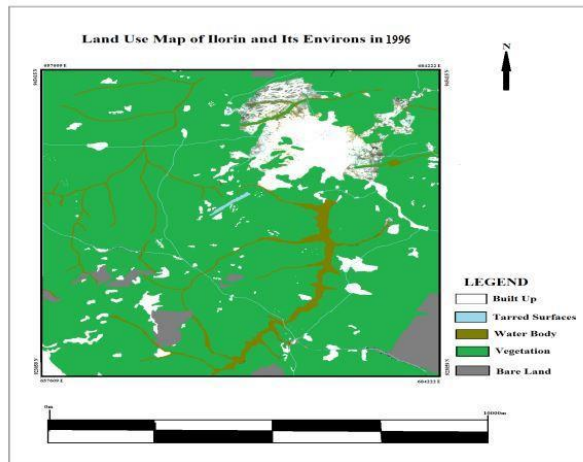 Land Use Map of Ilorin and Its Environs in 1996
N
LEGEND
Built Up
Tarred Surfaces
Water Body
Vegetation
Bare Land
0m